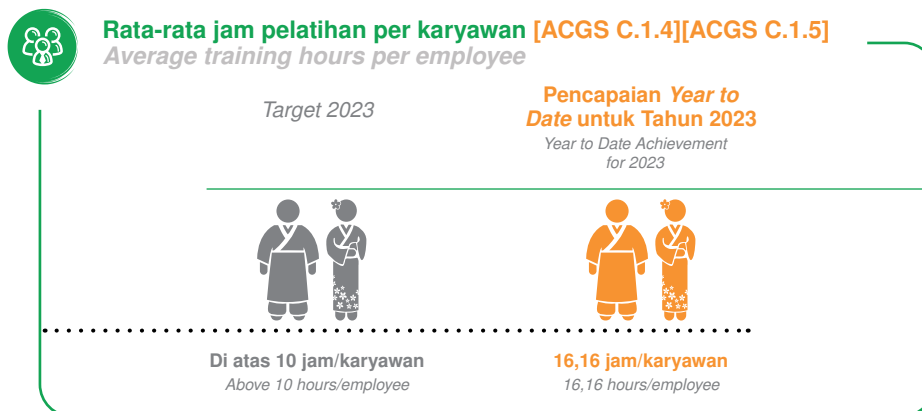 Rata-rata jam pelatihan per karyawan [ACGS C.1.4][ACGS C.1.5]
Average training hours per employee
Target 2023
Pencapaian Year to
Date untuk Tahun 2023
Year to Date Achievement
for 2023
Di atas 10 jam/karyawan
Above 10 hours/employee
16,16 jam/karyawan
16,16 hours/employee